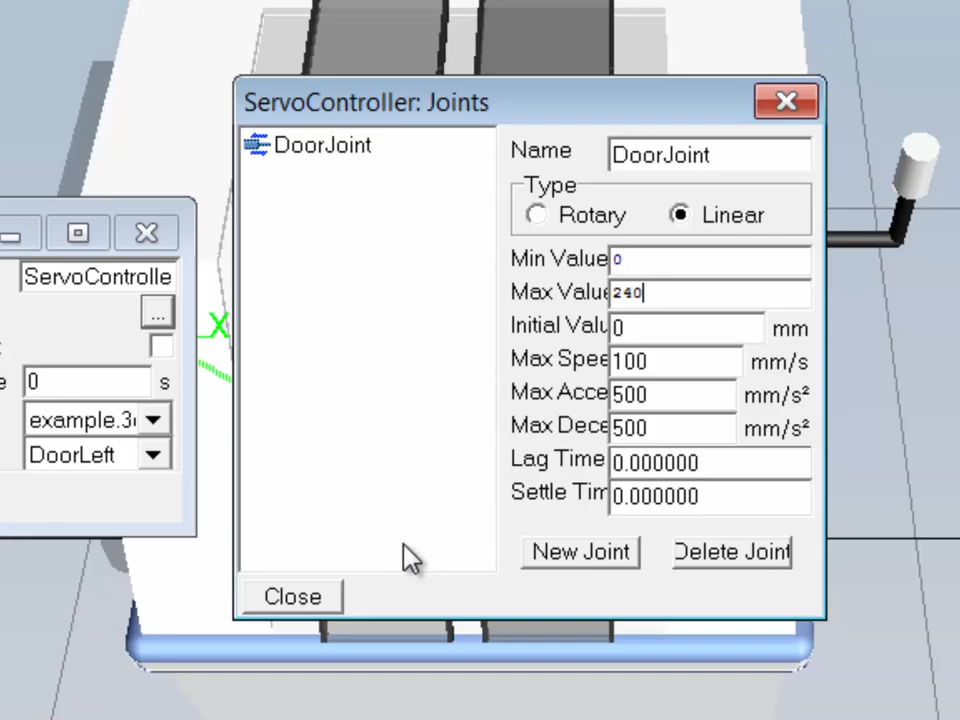 ServoController: Joints
DoorJoint
Name DoorJoint
Type
Rotary Linear
Min Value 0
Max Value 240
Initial Valu 0 mm
Max Spee 100 mm/s
Max Acce 500 mm/s²
Max Dece 500 mm/s²
Lag Time 0.000000
Settle Tim 0.000000
New Joint Delete Joint
Close
ServoControlle
...
0 s
example.3
DoorLeft
X